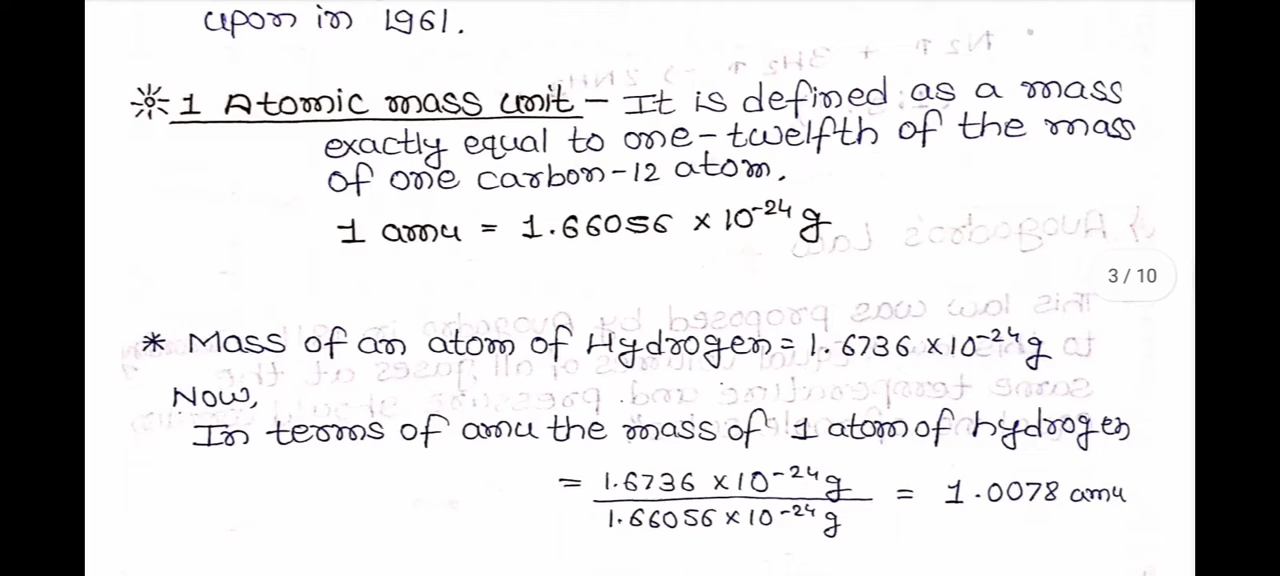 upon in 1961.
1 Atomic mass unit - It is defined as a mass
exactly equal to one-twelfth of the mass
of one carbon-12 atom.
1 amu = 1.66056 × 10⁻²⁴ g
3 / 10
* Mass of an atom of Hydrogen = 1.6736 × 10⁻²⁴ g
Now,
In terms of amu the mass of 1 atom of hydrogen
= 1.6736 × 10⁻²⁴ g / 1.66056 × 10⁻²⁴ g = 1.0078 amu